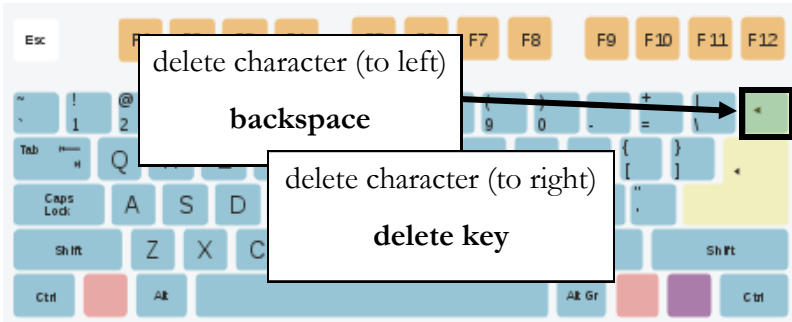 Esc F7 F8 F9 F10 F11 F12
delete character (to left)
backspace
~ ! @ ( ) + |
` 1 2 9 0 - = \
Tab Q { }
[ ]
delete character (to right)
delete key
Caps Lock A S D "
'
Shift Z X C Shift
Ctrl Alt Alt Gr Ctrl